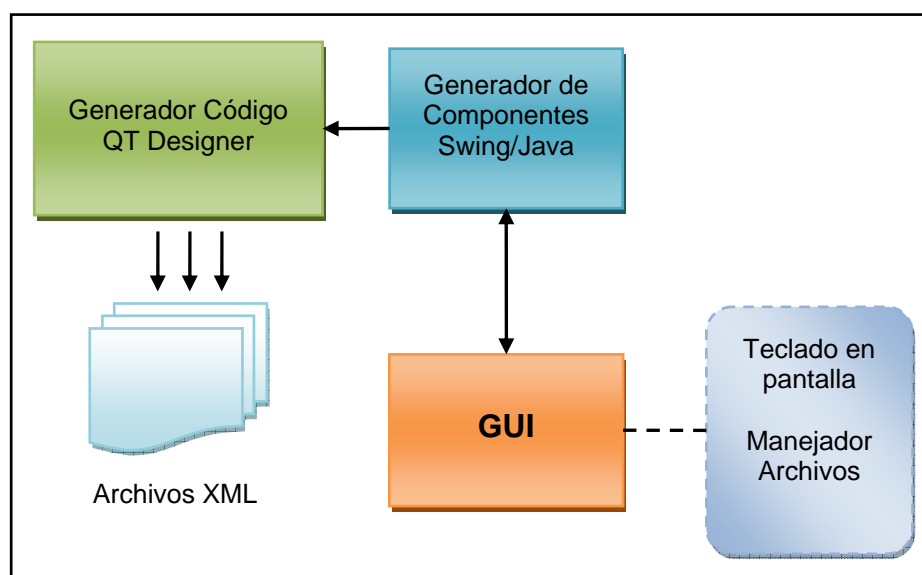 Generador Código
QT Designer
Generador de
Componentes
Swing/Java
Archivos XML
GUI
Teclado en
pantalla
Manejador
Archivos